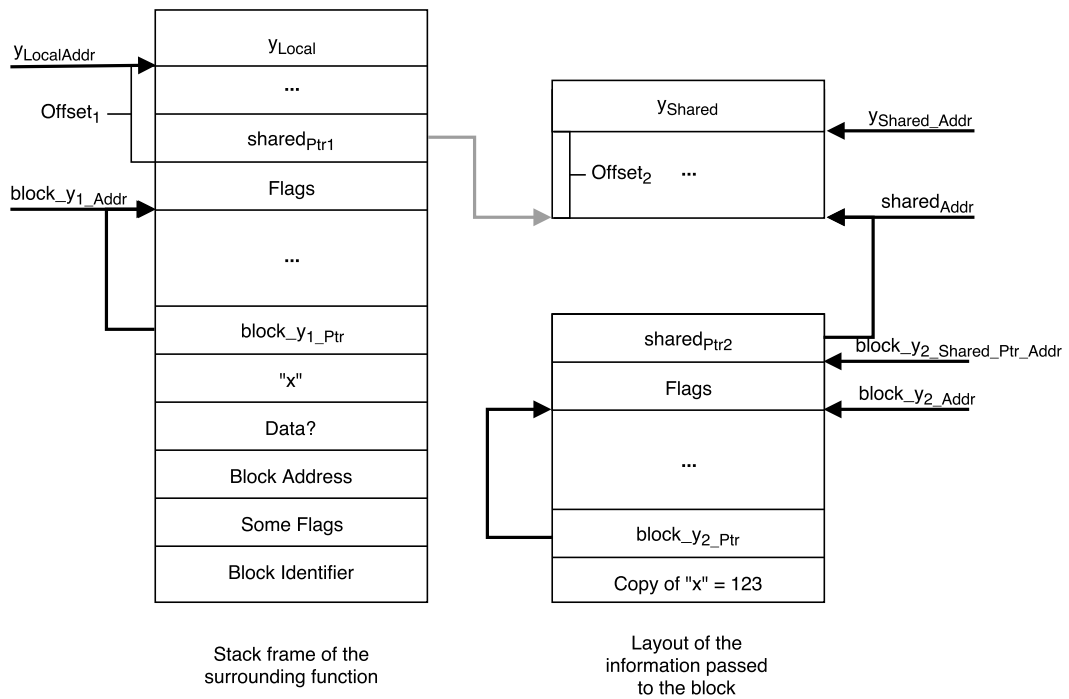 yLocalAddr
yLocal
...
Offset1
sharedPtr1
block_y1_Addr
Flags
...
block_y1_Ptr
"x"
Data?
Block Address
Some Flags
Block Identifier
Stack frame of the
surrounding function
yShared
yShared_Addr
Offset2
...
sharedAddr
sharedPtr2
block_y2_Shared_Ptr_Addr
Flags
block_y2_Addr
...
block_y2_Ptr
Copy of "x" = 123
Layout of the
information passed
to the block